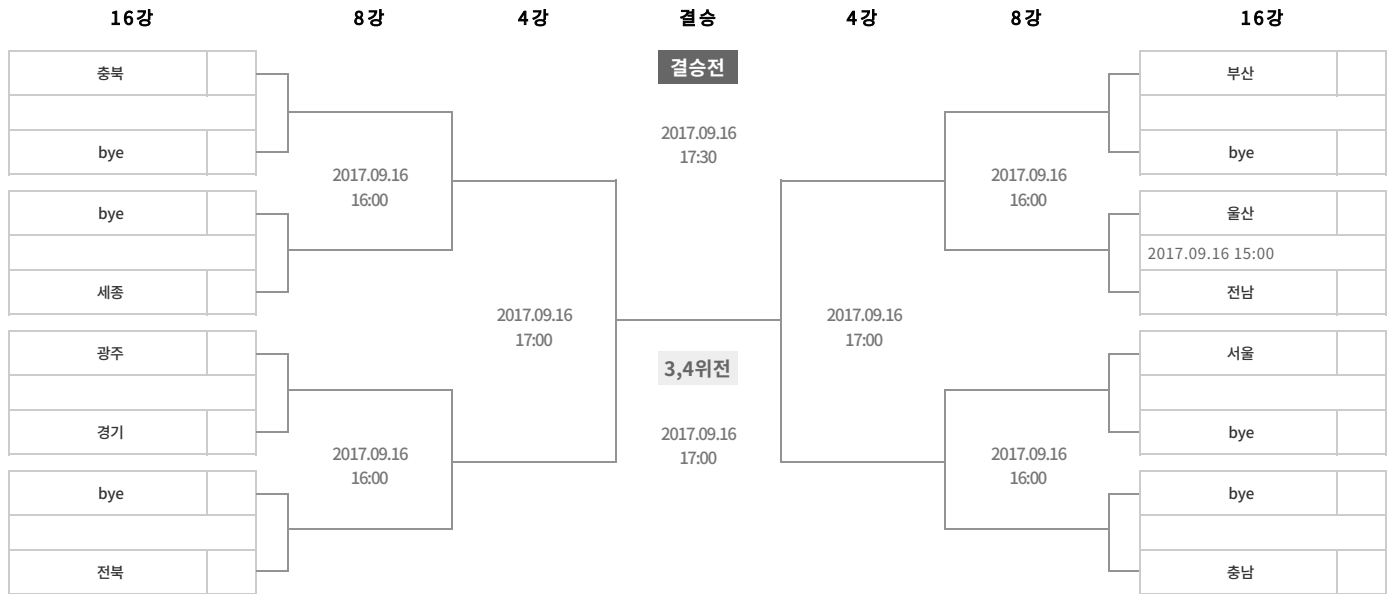 16강 8강 4강 결승 4강 8강 16강
충북
bye
bye
세종
광주
경기
bye
전북
2017.09.16
16:00
2017.09.16
16:00
2017.09.16
17:00
결승전
2017.09.16
17:30
3,4위전
2017.09.16
17:00
2017.09.16
17:00
2017.09.16
16:00
2017.09.16
16:00
부산
bye
울산
2017.09.16 15:00
전남
서울
bye
bye
충남